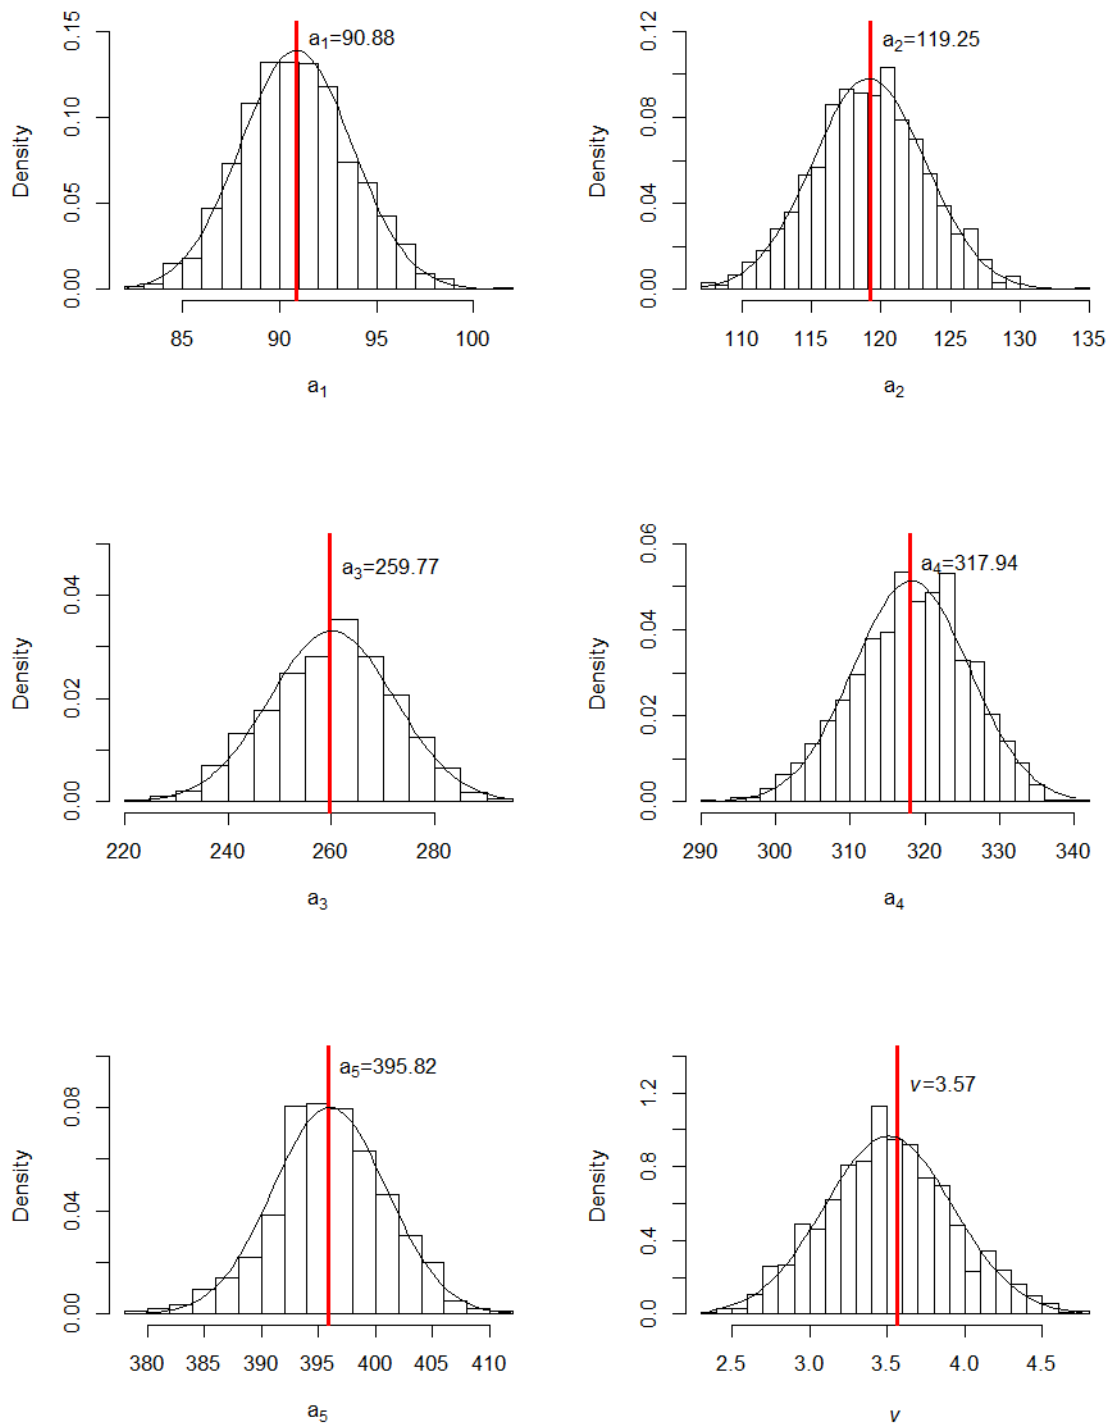 a1=90.88
Density
0.00 0.05 0.10 0.15
85 90 95 100
a1
a2=119.25
Density
0.00 0.04 0.08 0.12
110 115 120 125 130 135
a2
a3=259.77
Density
0.00 0.02 0.04
220 240 260 280
a3
a4=317.94
Density
0.00 0.02 0.04 0.06
290 300 310 320 330 340
a4
a5=395.82
Density
0.00 0.04 0.08
380 385 390 395 400 405 410
a5
v=3.57
Density
0.0 0.4 0.8 1.2
2.5 3.0 3.5 4.0 4.5
v